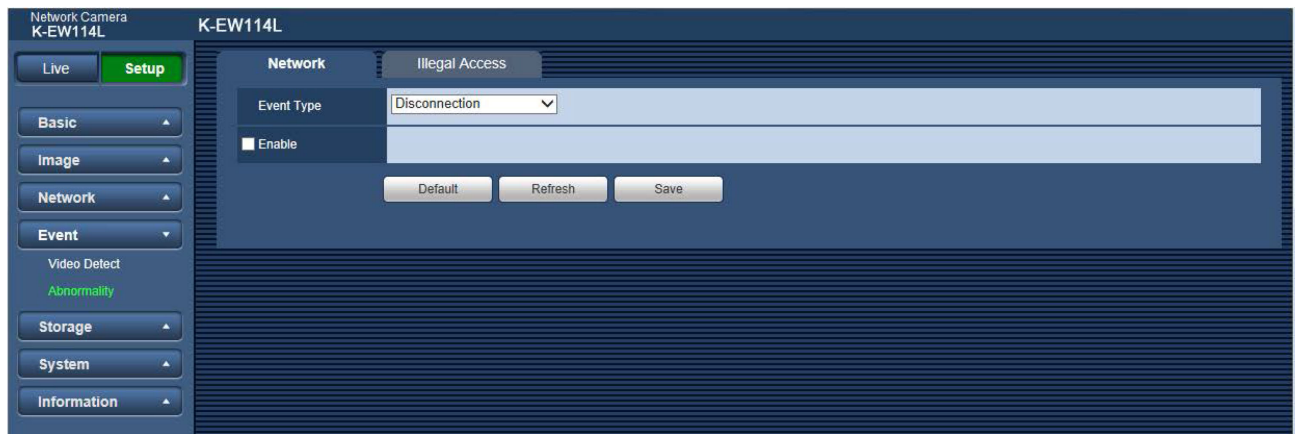 Network Camera
K-EW114L
K-EW114L
Live
Setup
Basic
Image
Network
Event
Video Detect
Abnormality
Storage
System
Information
Network
Illegal Access
Event Type
Disconnection
Enable
Default
Refresh
Save